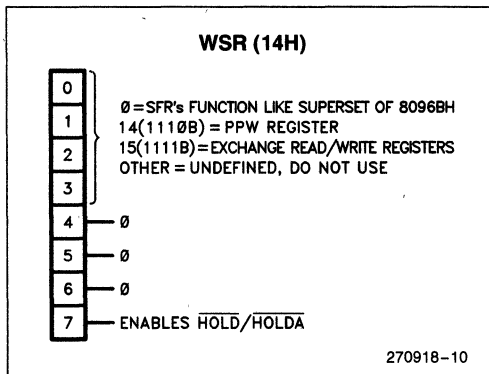 WSR (14H)
0
1
2
3
4
5
6
7
Ø=SFR's FUNCTION LIKE SUPERSET OF 8096BH
14(111ØB)=PPW REGISTER
15(1111B)=EXCHANGE READ/WRITE REGISTERS
OTHER = UNDEFINED, DO NOT USE
Ø
Ø
Ø
ENABLES HOLD/HOLDA
270918-10